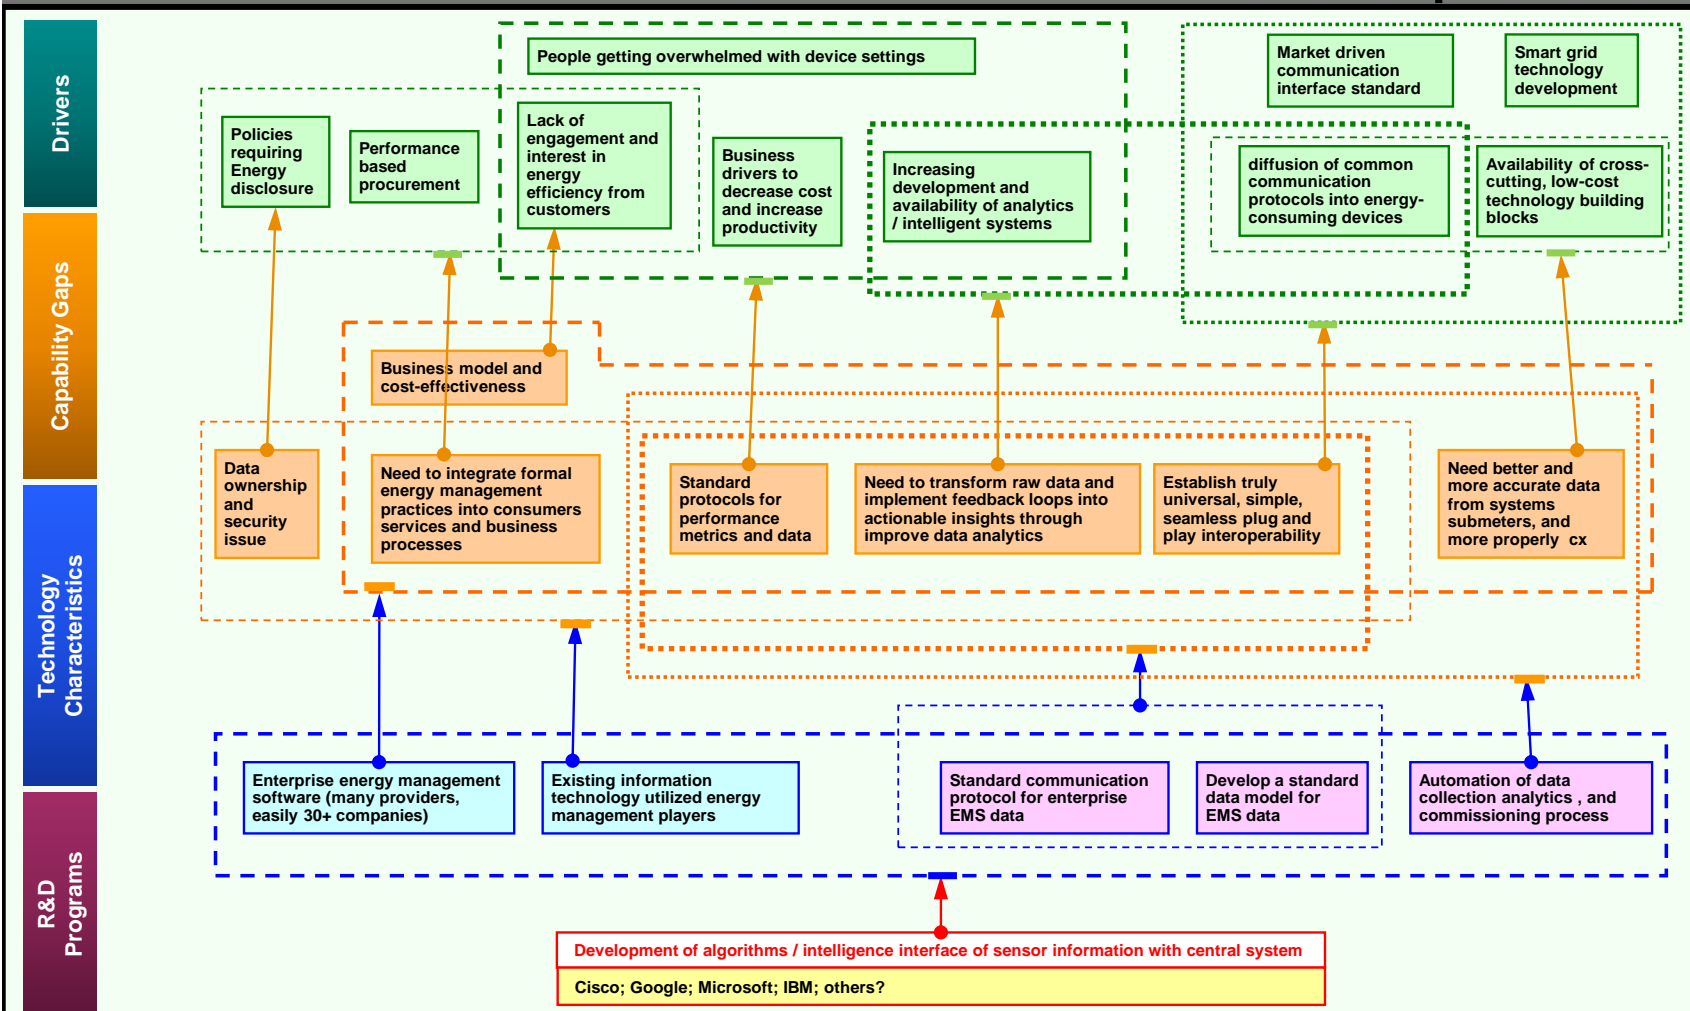 Drivers
People getting overwhelmed with device settings
Market driven
communication
interface standard
Smart grid
technology
development
Policies
requiring
Energy
disclosure
Performance
based
procurement
Lack of
engagement and
interest in
energy
efficiency from
customers
Business
drivers to
decrease cost
and increase
productivity
Increasing
development and
availability of analytics
/ intelligent systems
diffusion of common
communication
protocols into energy-
consuming devices
Availability of cross-
cutting, low-cost
technology building
blocks
Capability Gaps
Business model and
cost-effectiveness
Data
ownership
and
security
issue
Need to integrate formal
energy management
practices into consumers
services and business
processes
Standard
protocols for
performance
metrics and data
Need to transform raw data and
implement feedback loops into
actionable insights through
improve data analytics
Establish truly
universal, simple,
seamless plug and
play interoperability
Need better and
more accurate data
from systems
submeters, and
more properly  cx
Technology
Characteristics
Enterprise energy management
software (many providers,
easily 30+ companies)
Existing information
technology utilized energy
management players
Standard communication
protocol for enterprise
EMS data
Develop a standard
data model for
EMS data
Automation of data
collection analytics , and
commissioning process
R&D
Programs
Development of algorithms / intelligence interface of sensor information with central system
Cisco; Google; Microsoft; IBM; others?